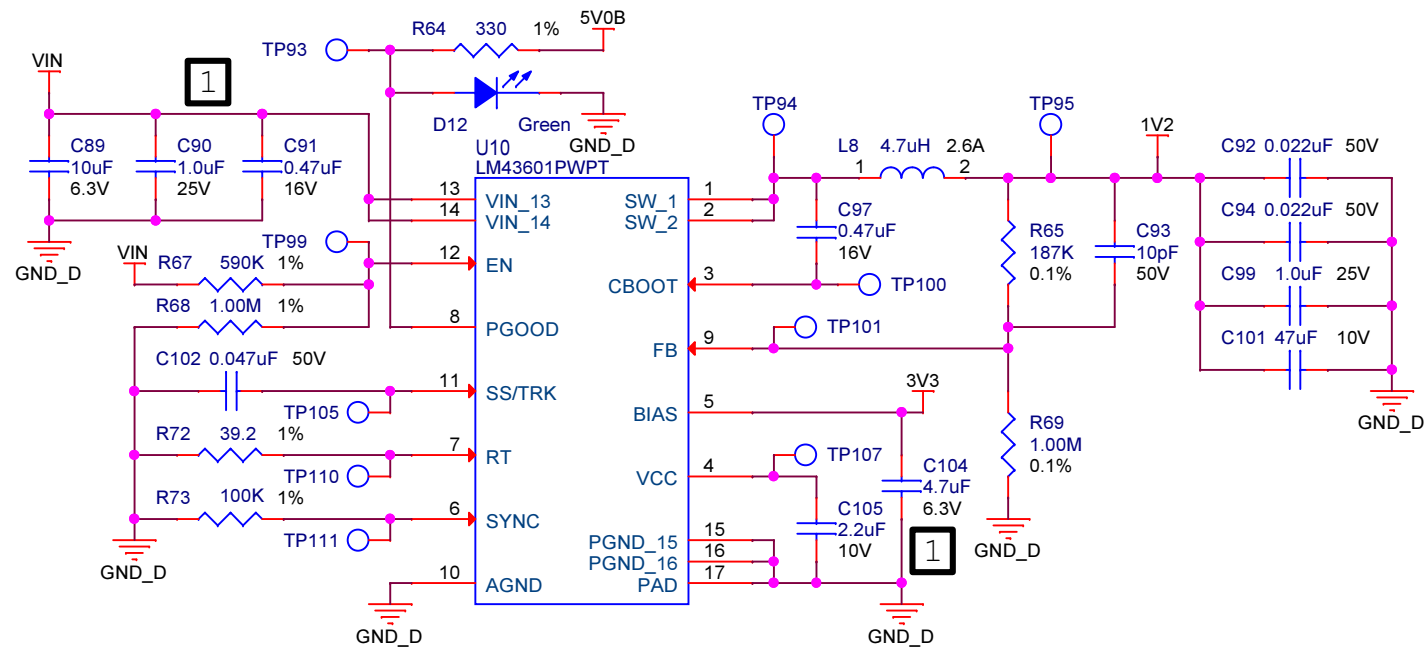 5V0B
R64 330 1%
TP93
VIN
1
D12 Green
GND_D
C89
10uF
6.3V
C90
1.0uF
25V
C91
0.47uF
16V
GND_D
U10
LM43601PWPT
13 VIN_13
14 VIN_14
TP99
12 EN
VIN
R67 590K 1%
R68 1.00M 1%
8 PGOOD
C102 0.047uF 50V
11 SS/TRK
TP105
R72 39.2 1%
7 RT
TP110
R73 100K 1%
6 SYNC
TP111
GND_D
10 AGND
GND_D
SW_1 1
SW_2 2
CBOOT 3
FB 9
BIAS 5
VCC 4
PGND_15 15
PGND_16 16
PAD 17
TP94
L8 4.7uH 2.6A
1 2
TP95
1V2
C97
0.47uF
16V
TP100
TP101
R65
187K
0.1%
C93
10pF
50V
C92 0.022uF 50V
C94 0.022uF 50V
C99 1.0uF 25V
C101 47uF 10V
GND_D
3V3
R69
1.00M
0.1%
GND_D
TP107
C104
4.7uF
6.3V
C105
2.2uF
10V
1
GND_D